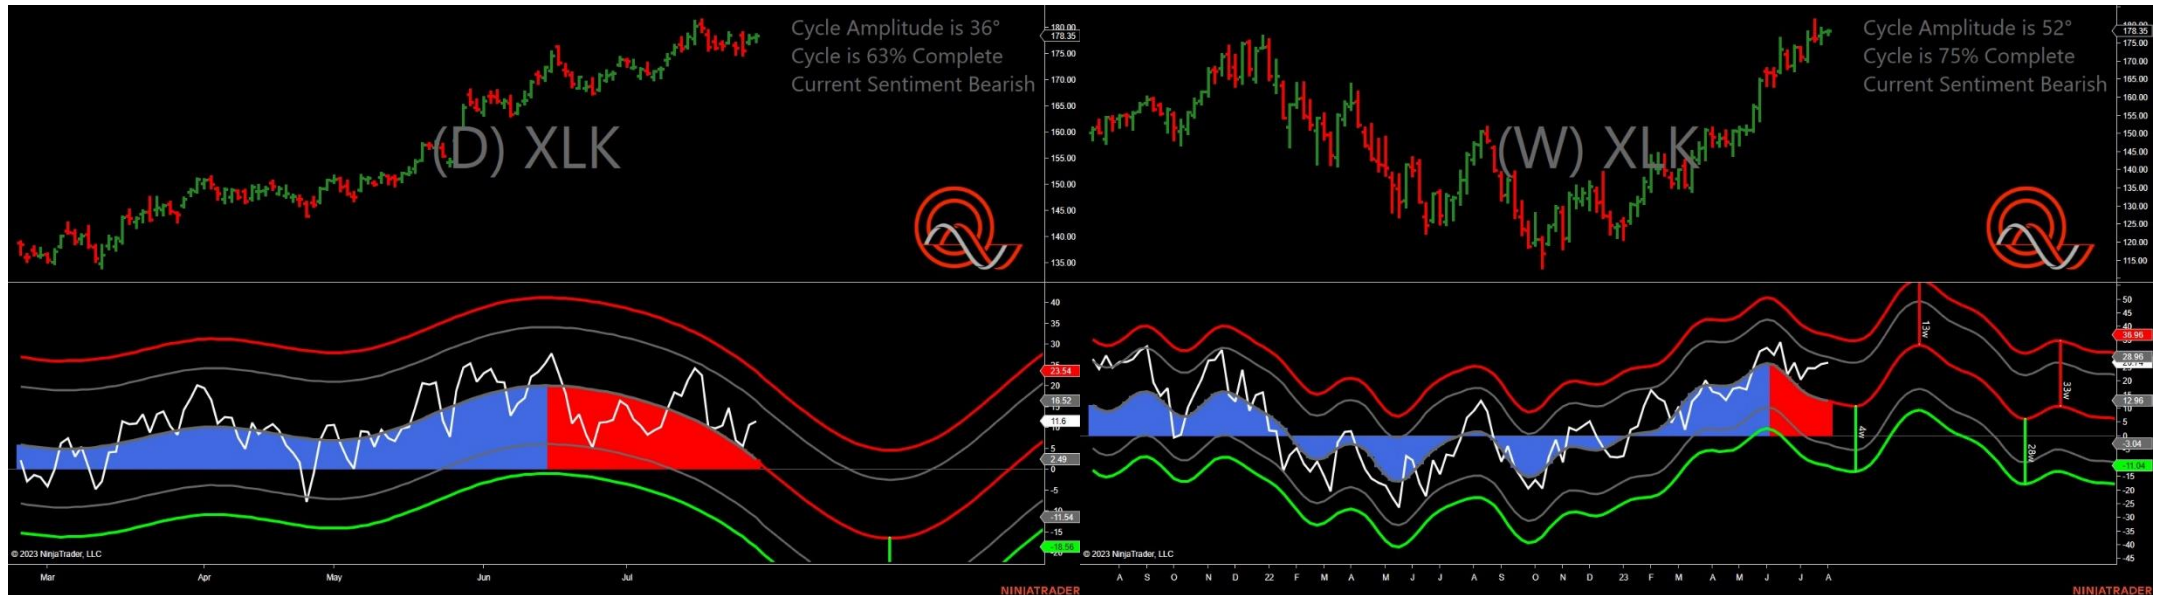 Cycle Amplitude is 36°
Cycle is 63% Complete
Current Sentiment Bearish
(D) XLK
180.00
178.35
175.00
170.00
165.00
160.00
155.00
150.00
145.00
140.00
135.00
40
35
30
23.54
20
16.52
11.6
5
2.49
0
-5
-11.54
-15
-18.56
© 2023 NinjaTrader, LLC
Mar
Apr
May
Jun
Jul
NINJATRADER
Cycle Amplitude is 52°
Cycle is 75% Complete
Current Sentiment Bearish
(W) XLK
178.35
175.00
170.00
165.00
160.00
155.00
150.00
145.00
140.00
135.00
130.00
125.00
120.00
115.00
13w
33w
4w
28w
50
45
40
36.96
28.96
20
12.96
10
5
0
-3.04
-11.04
-15
-20
-25
-30
-35
-40
-45
© 2023 NinjaTrader, LLC
A S O N D 22 F M A M J J A S O N D 23 F M A M J J A
NINJATRADER